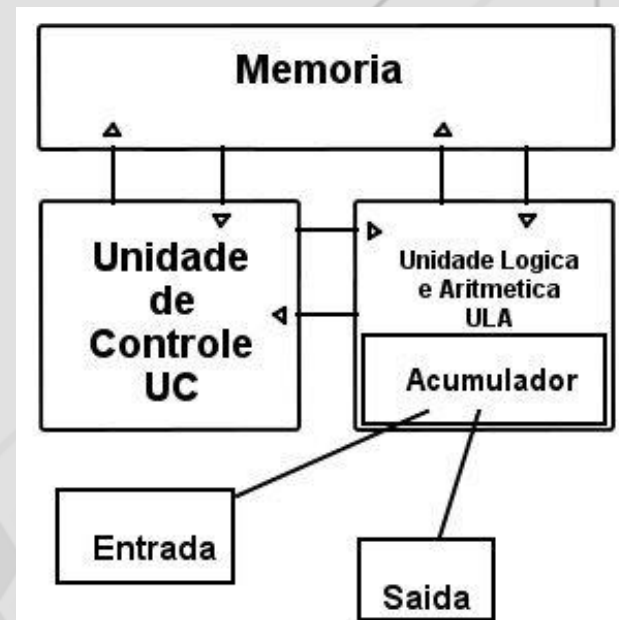 Memoria
Unidade
de
Controle
UC
Unidade Logica
e Aritmetica
ULA
Acumulador
Entrada
Saida